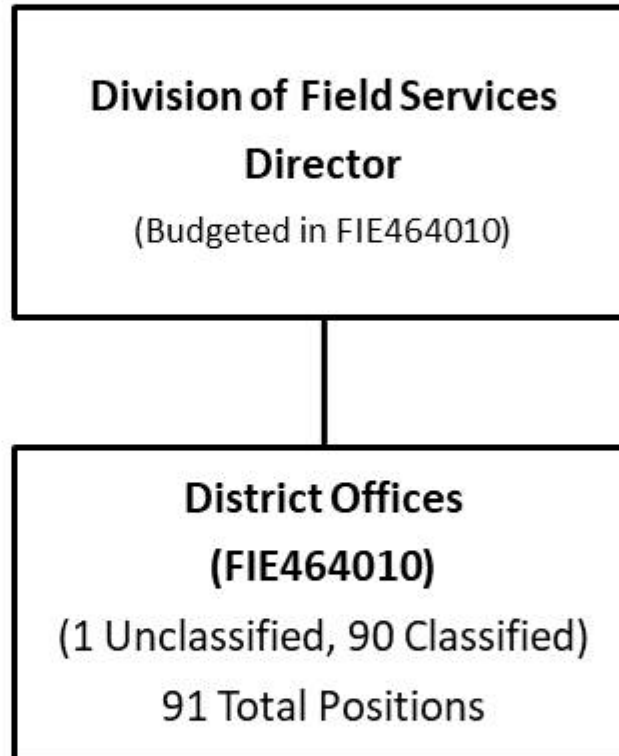 Division of Field Services
Director
(Budgeted in FIE464010)
District Offices
(FIE464010)
(1 Unclassified, 90 Classified)
91 Total Positions